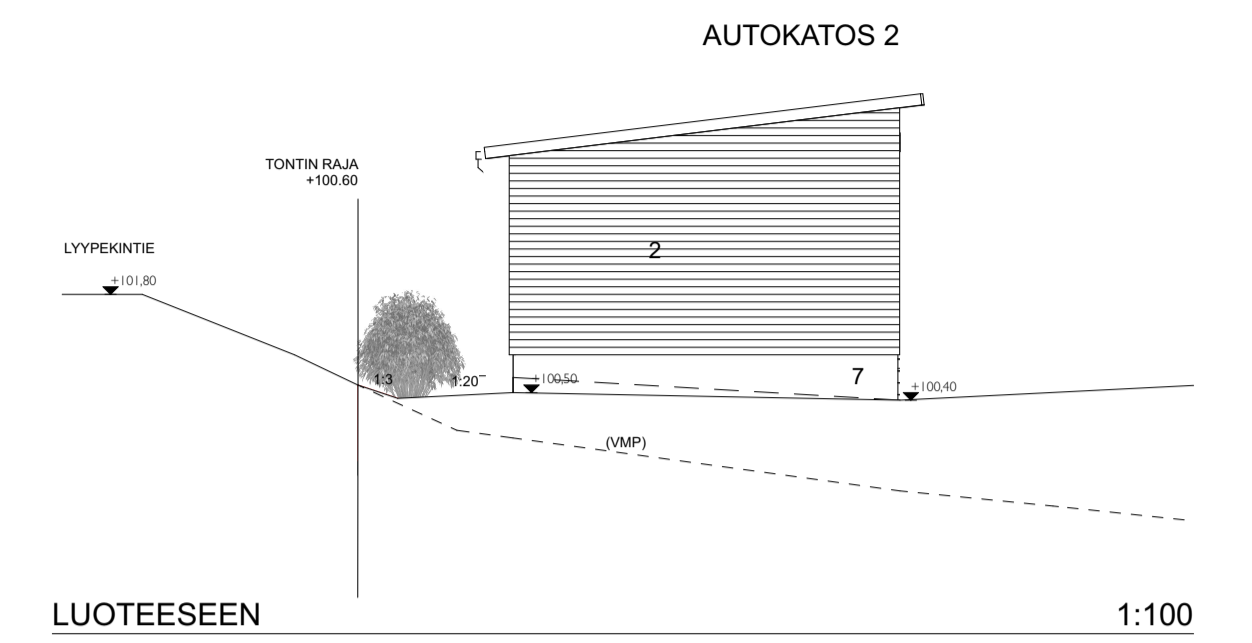 AUTOKATOS 2
TONTIN RAJA
+100.60
LYYPEKINTIE
+101,80
2
1:3
1:20
+100,50
7
+100,40
(VMP)
LUOTEESEEN
1:100